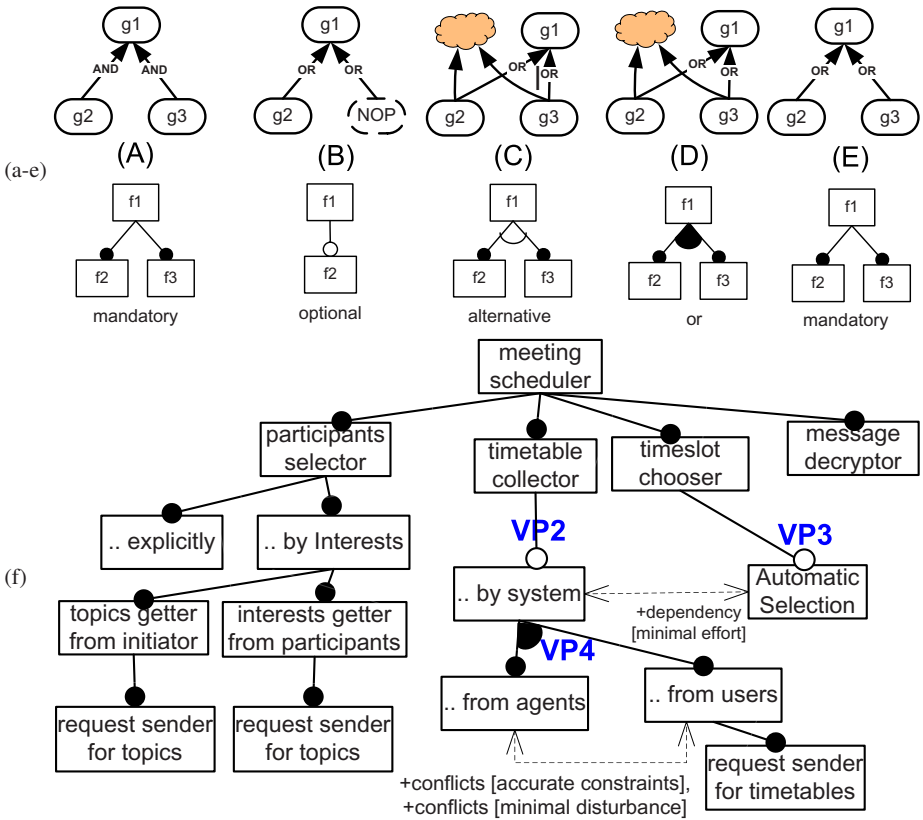 g1
g1
g1
g1
g1
AND AND
OR OR
OR OR
OR OR
OR OR
g2 g3
g2 NOP
g2 g3
g2 g3
g2 g3
(A) (B) (C) (D) (E)
(a-e)
f1
f1
f1
f1
f1
f2 f3
f2
f2 f3
f2 f3
f2 f3
mandatory
optional
alternative
or
mandatory
meeting
scheduler
participants
selector
timetable
collector
timeslot
chooser
message
decryptor
.. explicitly
.. by Interests
VP2
VP3
(f)
.. by system
Automatic
Selection
topics getter
from initiator
interests getter
from participants
+dependency
[minimal effort]
VP4
.. from agents
.. from users
request sender
for topics
request sender
for topics
request sender
for timetables
+conflicts [accurate constraints],
+conflicts [minimal disturbance]